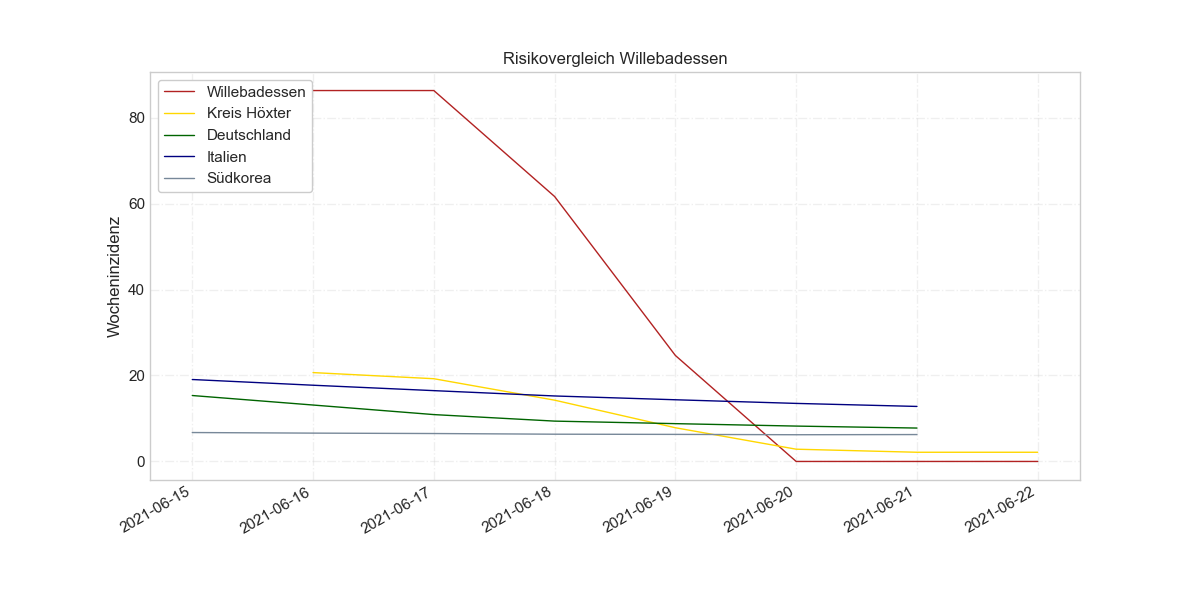 Risikovergleich Willebadessen
Willebadessen
Kreis Höxter
Deutschland
Italien
Südkorea
Wocheninzidenz
80
60
40
20
0
2021-06-15
2021-06-16
2021-06-17
2021-06-18
2021-06-19
2021-06-20
2021-06-21
2021-06-22